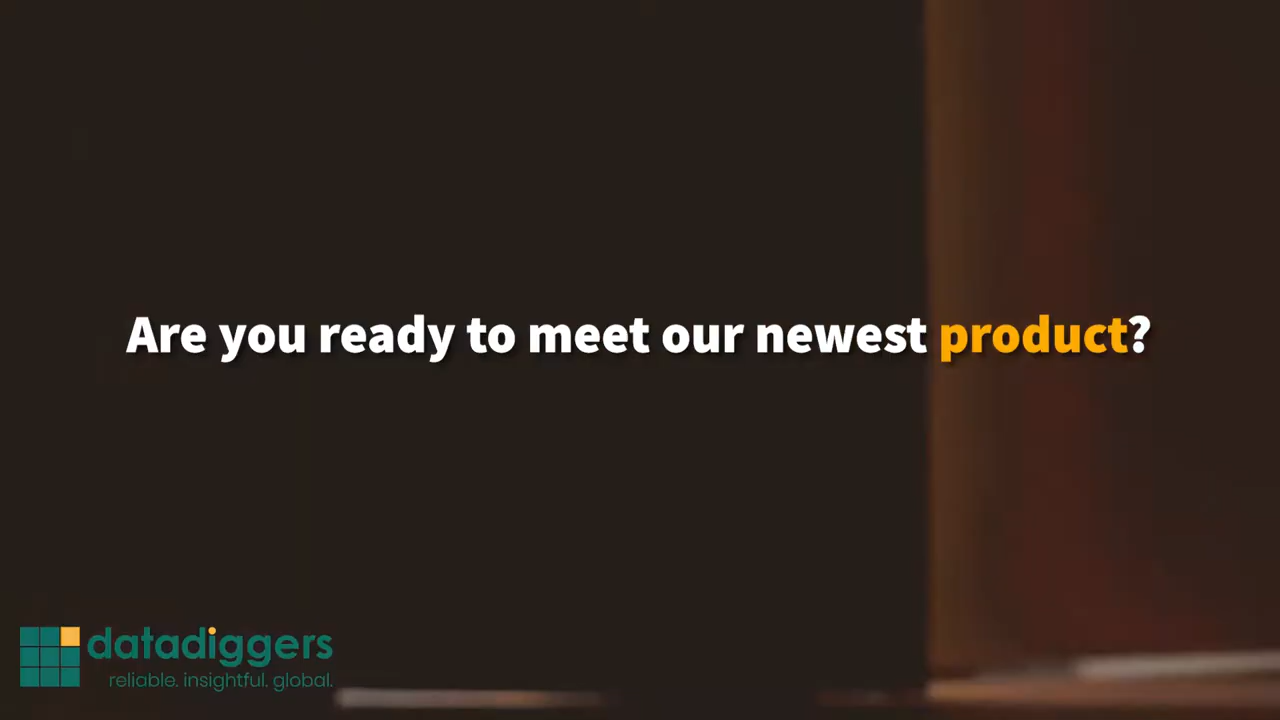 Are you ready to meet our newest product?
datadiggers
reliable. insightful. global.